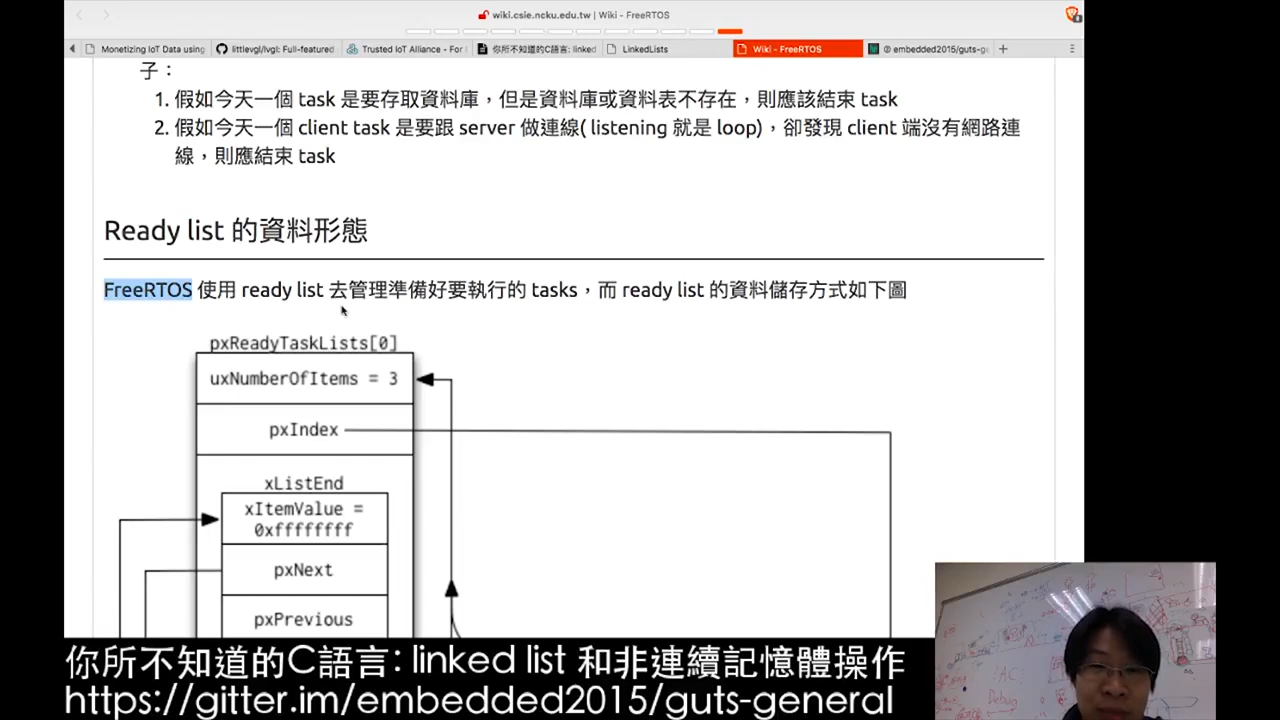 wiki.csie.ncku.edu.tw | Wiki - FreeRTOS
Monetizing IoT Data using
littlevgl/lvgl: Full-featured
Trusted IoT Alliance - For
你所不知道的C語言: linked
LinkedLists
Wiki - FreeRTOS
@ embedded2015/guts-ge
子：
1. 假如今天一個 task 是要存取資料庫，但是資料庫或資料表不存在，則應該結束 task
2. 假如今天一個 client task 是要跟 server 做連線( listening 就是 loop)，卻發現 client 端沒有網路連
線，則應結束 task
Ready list 的資料形態
FreeRTOS 使用 ready list 去管理準備好要執行的 tasks，而 ready list 的資料儲存方式如下圖
pxReadyTaskLists[0]
uxNumberOfItems = 3
pxIndex
xListEnd
xItemValue =
0xffffffff
pxNext
pxPrevious
AC
Debug
你所不知道的C語言: linked list 和非連續記憶體操作
https://gitter.im/embedded2015/guts-general